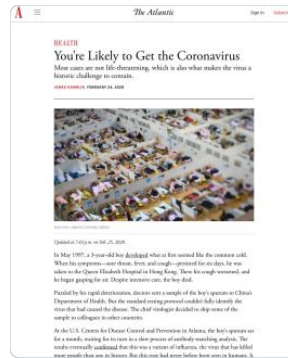 A
The Atlantic
Sign In
HEALTH
You're Likely to Get the Coronavirus
Most cases are not life-threatening, which is also what makes the virus a
historic challenge to contain.
JAMES HAMBLIN FEBRUARY 24, 2020
Updated at 7:43 p.m. on Feb. 25, 2020.
In May 1997, a 3-year-old boy developed what at first seemed like the common cold.
When his symptoms—sore throat, fever, and cough—persisted for six days, he was
taken to the Queen Elizabeth Hospital in Hong Kong. There his cough worsened, and
he began gasping for air. Despite intensive care, the boy died.
Puzzled by his rapid deterioration, doctors sent a sample of the boy's sputum to China's
Department of Health. But the standard testing protocol couldn't fully identify the
virus that had caused the disease. The chief virologist decided to ship some of the
sample to colleagues in other countries.
At the U.S. Centers for Disease Control and Prevention in Atlanta, the boy's sputum sat
for a month, waiting for its turn in a slow process of antibody-matching analysis. The
results eventually confirmed that this was a variant of influenza, the virus that has killed
more people than any in history. But this type had never before been seen in humans. It